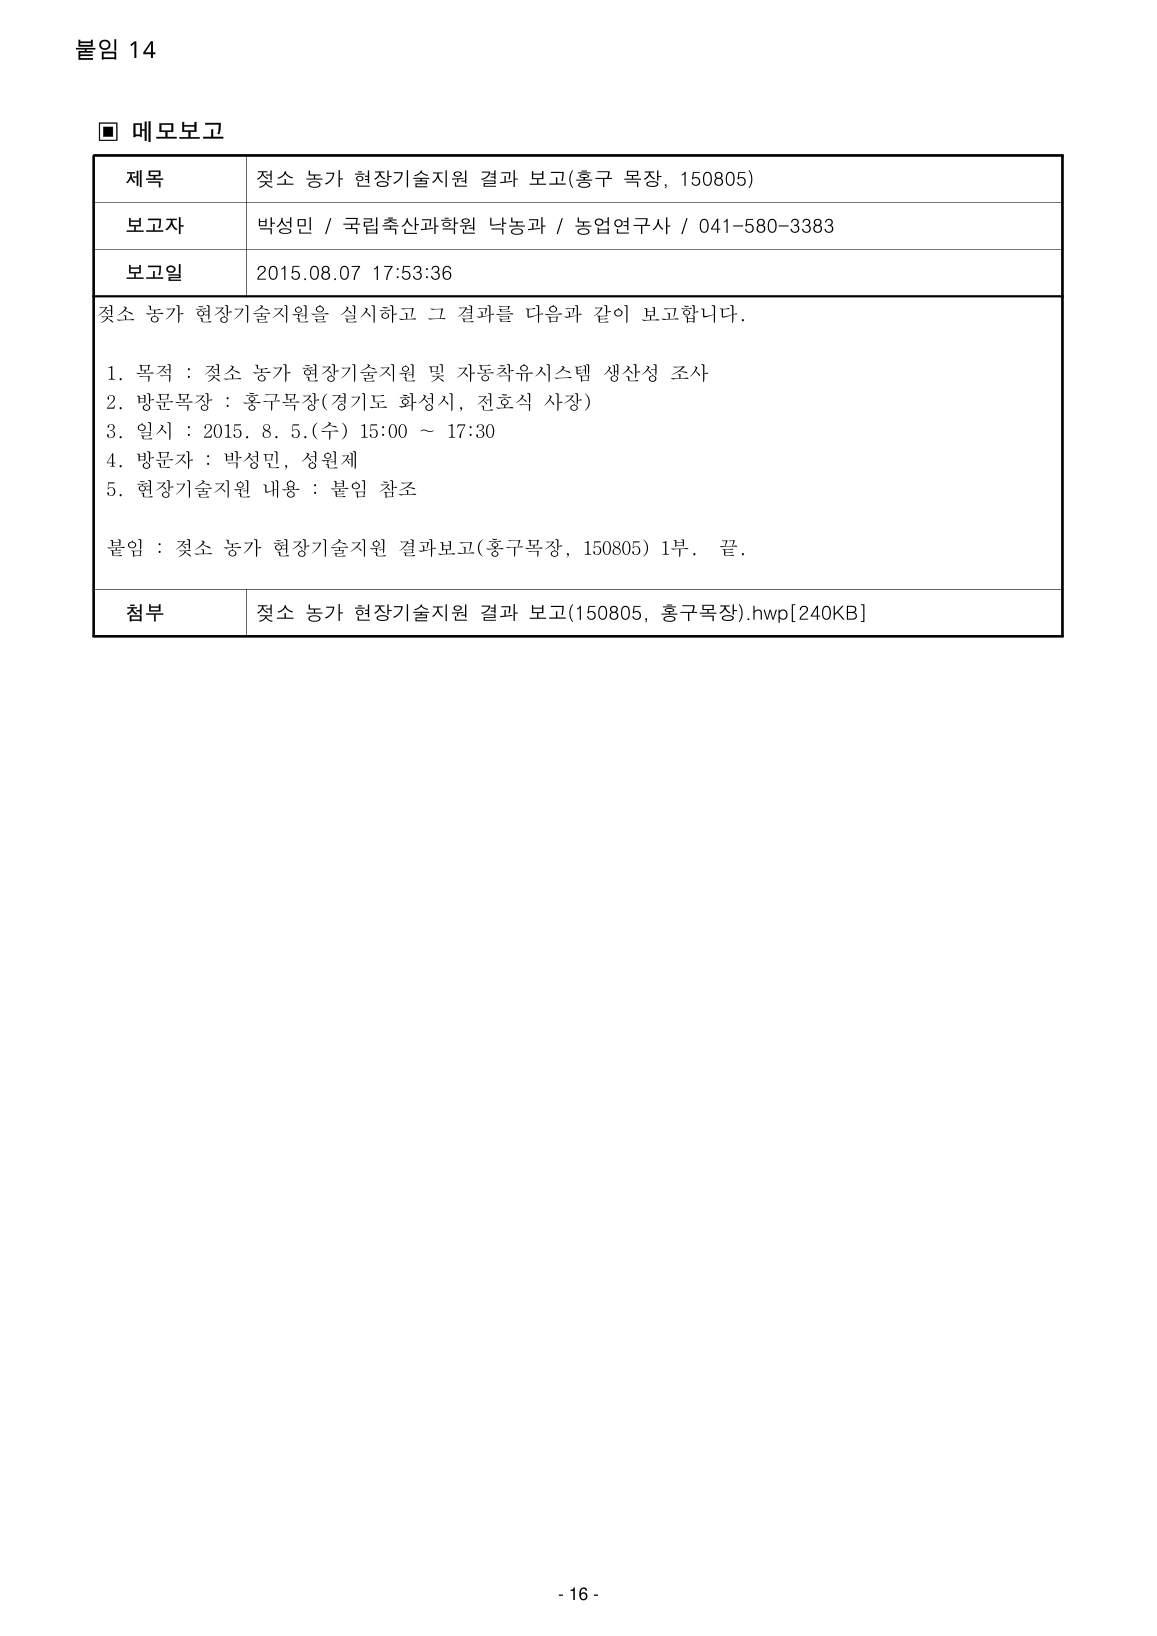 붙임 14
▣ 메모보고
제목 젖소 농가 현장기술지원 결과 보고(홍구 목장, 150805)
보고자 박성민 / 국립축산과학원 낙농과 / 농업연구사 / 041-580-3383
보고일 2015.08.07 17:53:36
젖소 농가 현장기술지원을 실시하고 그 결과를 다음과 같이 보고합니다.
1. 목적 : 젖소 농가 현장기술지원 및 자동착유시스템 생산성 조사
2. 방문목장 : 홍구목장(경기도 화성시, 전호식 사장)
3. 일시 : 2015. 8. 5.(수) 15:00 ~ 17:30
4. 방문자 : 박성민, 성원제
5. 현장기술지원 내용 : 붙임 참조
붙임 : 젖소 농가 현장기술지원 결과보고(홍구목장, 150805) 1부. 끝.
첨부 젖소 농가 현장기술지원 결과 보고(150805, 홍구목장).hwp[240KB]
- 16 -